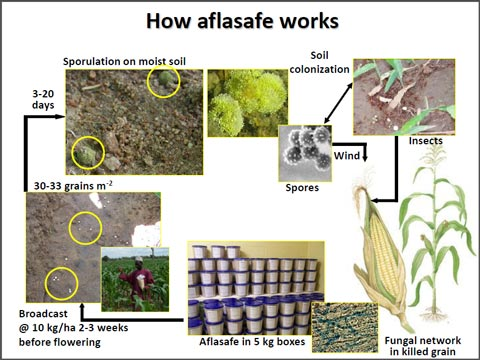 How aflasafe works
Sporulation on moist soil
Soil
colonization
3-20
days
Insects
Wind
Spores
30-33 grains m-2
Broadcast
@ 10 kg/ha 2-3 weeks
before flowering
Aflasafe in 5 kg boxes
Fungal network
in killed grain